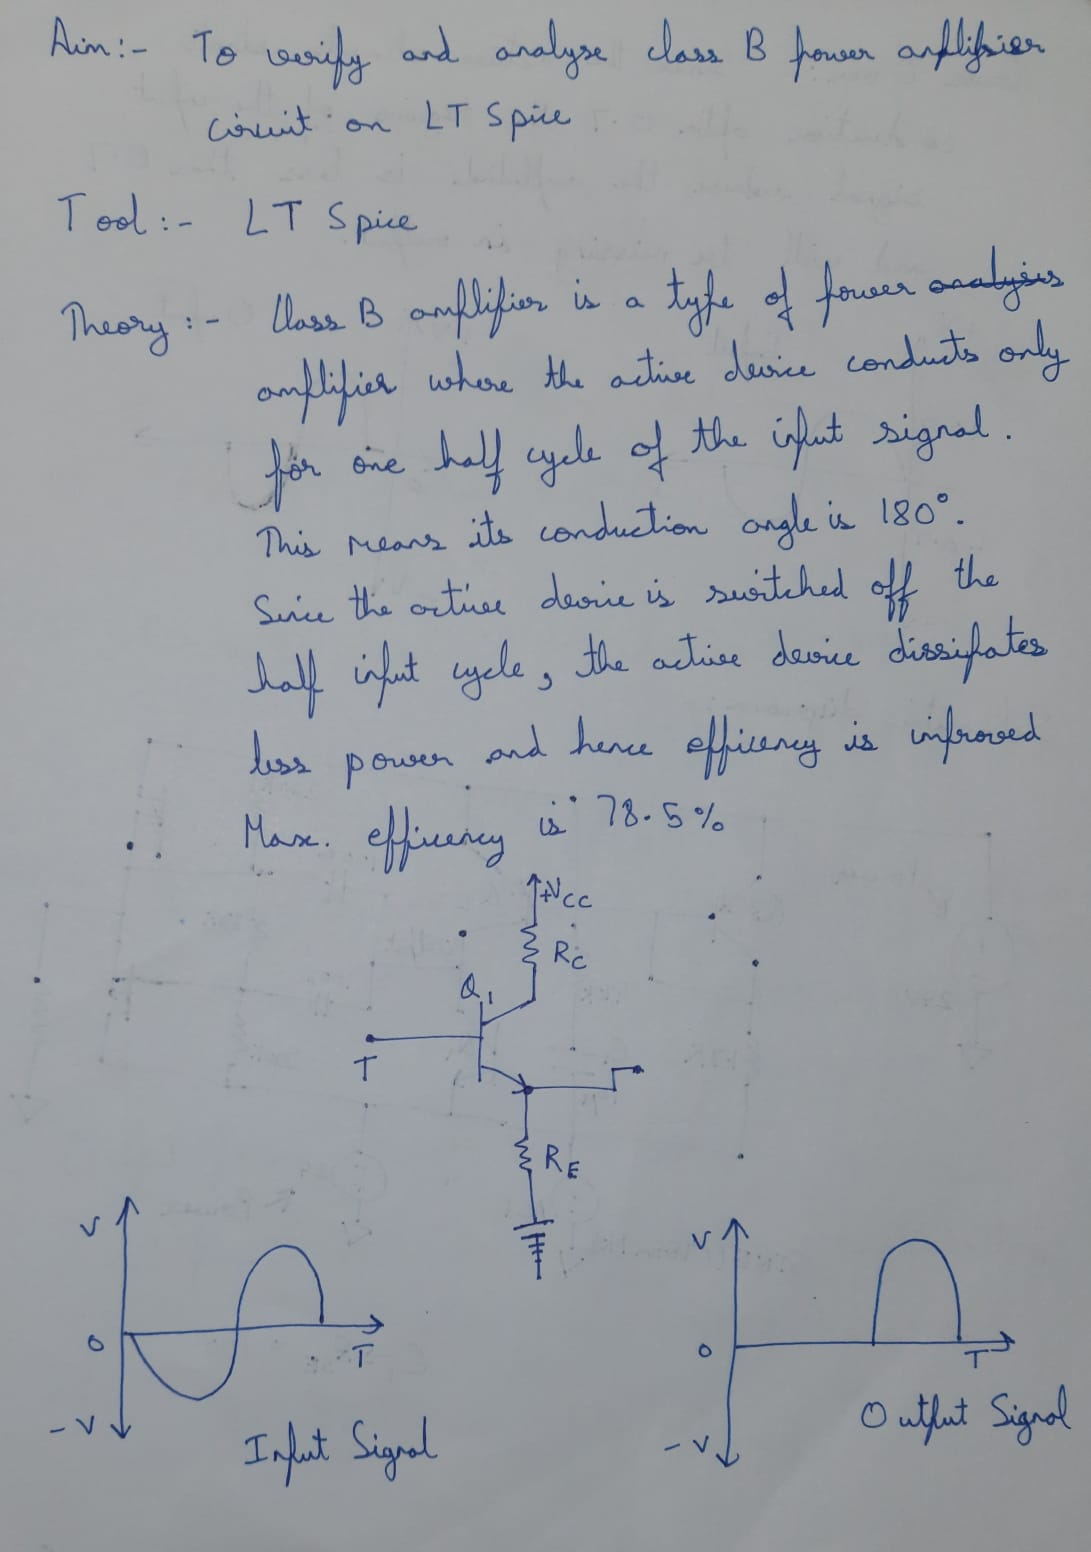 Aim:- To verify and analyse class B power amplifier
circuit on LT Spice
Tool:- LT Spice
Theory:- Class B amplifier is a type of power analysis
amplifier where the active device conducts only
for one half cycle of the input signal.
This means its conduction angle is 180°.
Since the active device is switched off the
half input cycle, the active device dissipates
less power and hence efficency is improved
Max. efficency is 78.5%
+VCC
RC
Q1
T
RE
V
0
T
-V
Input Signal
V
0
T
-V
Output Signal